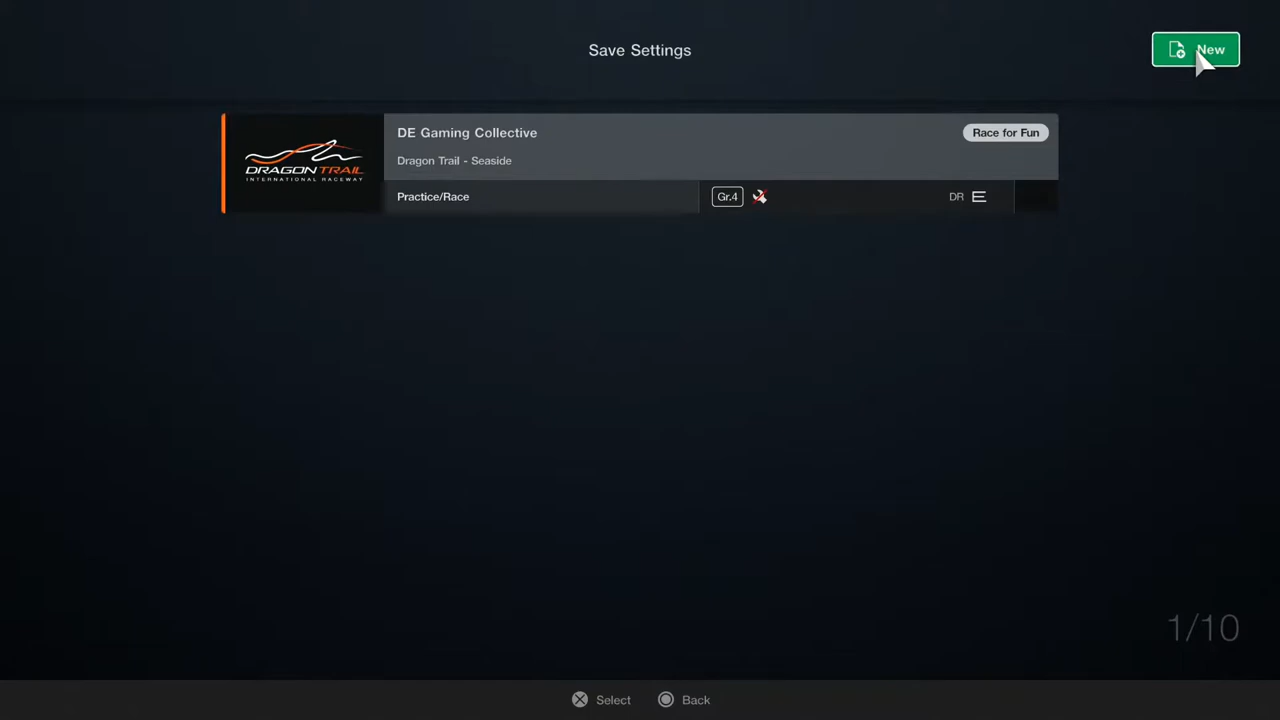 Save Settings
New
DE Gaming Collective
Race for Fun
DRAGON TRAIL
INTERNATIONAL RACEWAY
Dragon Trail - Seaside
Practice/Race
Gr.4
DR E
1/10
Select
Back